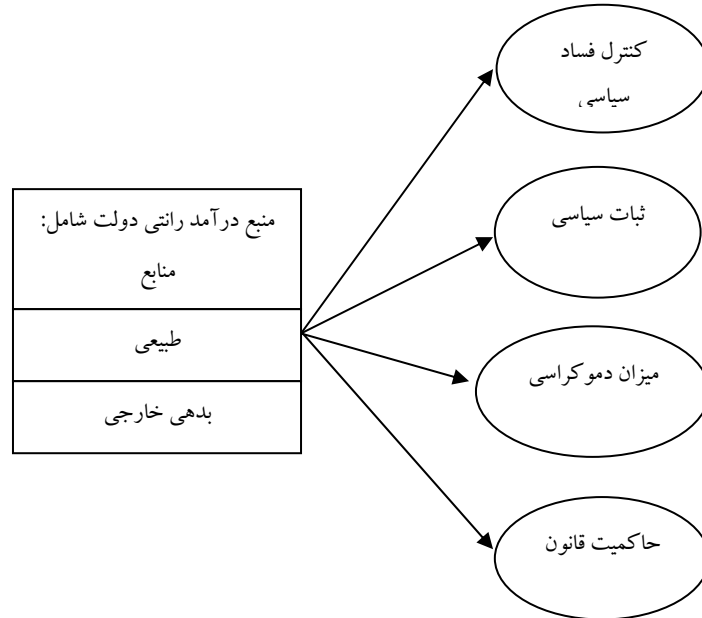 منبع درآمد رانتی دولت شامل:
منابع
طبیعی
بدهی خارجی
کنترل فساد
سیاسی
ثبات سیاسی
میزان دموکراسی
حاکمیت قانون